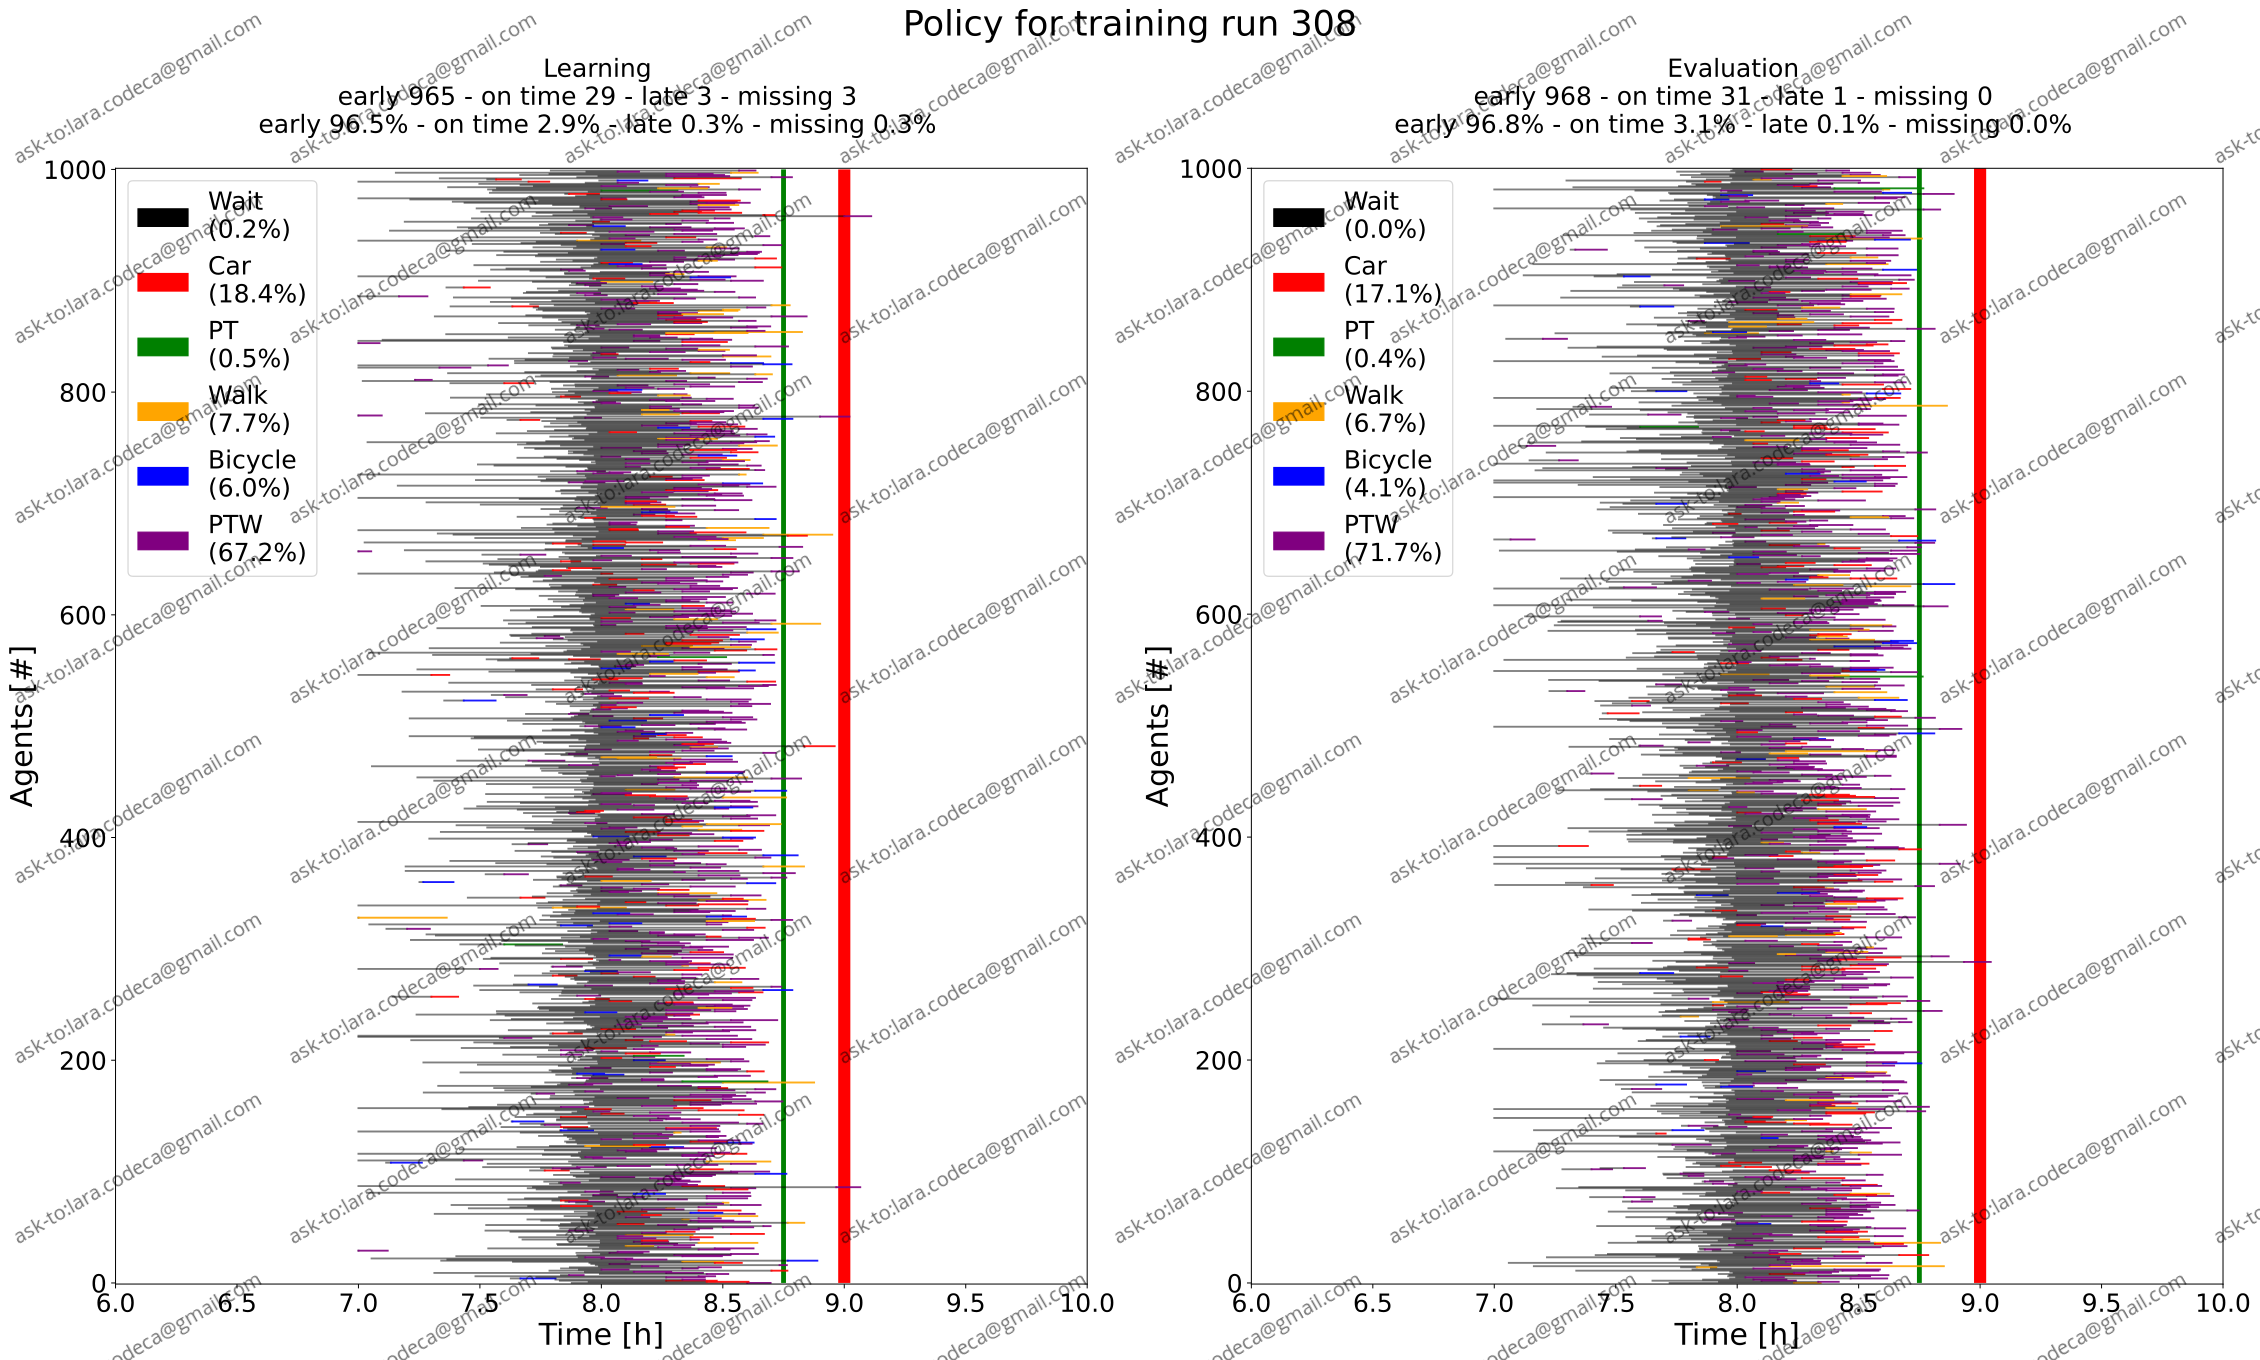 Policy for training run 308
Learning
early 965 - on time 29 - late 3 - missing 3
early 96.5% - on time 2.9% - late 0.3% - missing 0.3%
1000
800
600
400
200
0
Agents [#]
Wait
(0.2%)
Car
(18.4%)
PT
(0.5%)
Walk
(7.7%)
Bicycle
(6.0%)
PTW
(67.2%)
6.0 6.5 7.0 7.5 8.0 8.5 9.0 9.5 10.0
Time [h]
Evaluation
early 968 - on time 31 - late 1 - missing 0
early 96.8% - on time 3.1% - late 0.1% - missing 0.0%
1000
800
600
400
200
0
Agents [#]
Wait
(0.0%)
Car
(17.1%)
PT
(0.4%)
Walk
(6.7%)
Bicycle
(4.1%)
PTW
(71.7%)
6.0 6.5 7.0 7.5 8.0 8.5 9.0 9.5 10.0
Time [h]
ask-to:lara.codeca@gmail.com